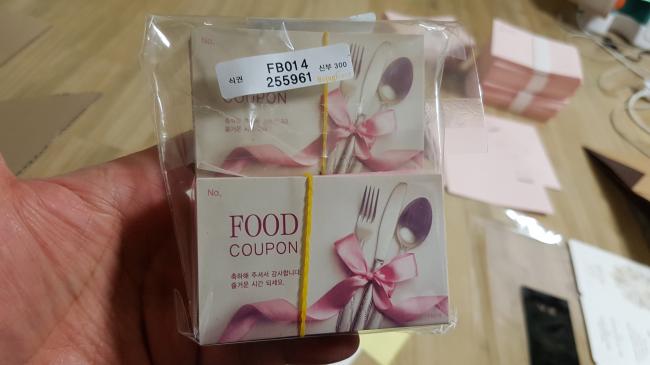 No.
식권 FB014 신부 300
255961
COUPON
No.
FOOD
COUPON
축하해 주셔서 감사합니다.
즐거운 시간 되세요.